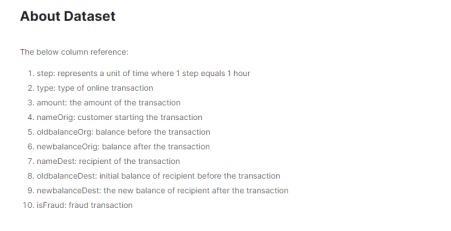 About Dataset
The below column reference:
1. step: represents a unit of time where 1 step equals 1 hour
2. type: type of online transaction
3. amount: the amount of the transaction
4. nameOrig: customer starting the transaction
5. oldbalanceOrg: balance before the transaction
6. newbalanceOrig: balance after the transaction
7. nameDest: recipient of the transaction
8. oldbalanceDest: initial balance of recipient before the transaction
9. newbalanceDest: the new balance of recipient after the transaction
10. isFraud: fraud transaction